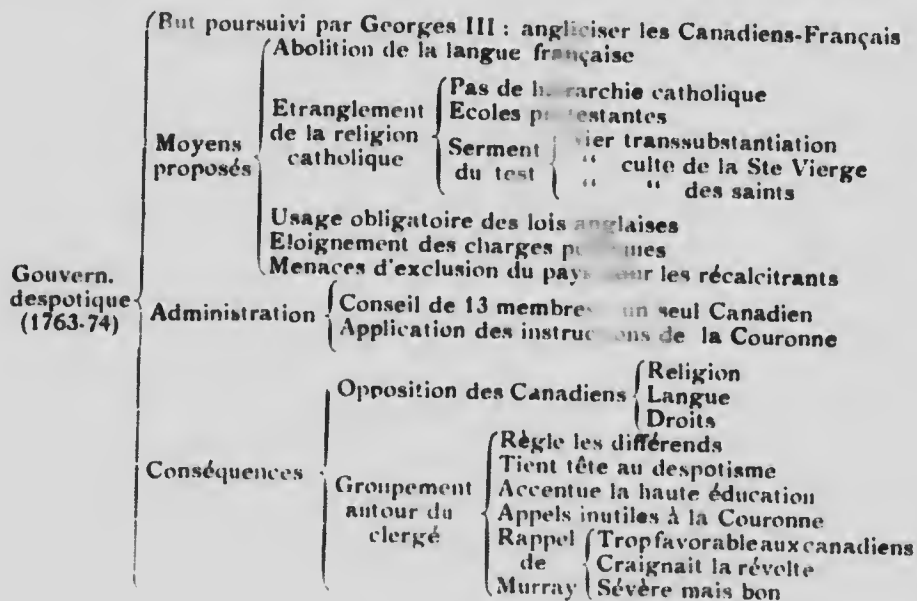 But poursuivi par Georges III : angliciser les Canadiens-Français
Abolition de la langue française
Moyens proposés
Etranglement de la religion catholique
Pas de hiérarchie catholique
Ecoles protestantes
Serment du test
nier transsubstantiation
“ culte de la Ste Vierge
“ “ des saints
Usage obligatoire des lois anglaises
Eloignement des charges
Menaces d'exclusion du pays pour les récalcitrants
Gouvern. despotique (1763-74)
Administration
Conseil de 13 membres un seul Canadien
Application des instructions de la Couronne
Conséquences
Opposition des Canadiens
Religion
Langue
Droits
Groupement autour du clergé
Règle les différends
Tient tête au despotisme
Accentue la haute éducation
Appels inutiles à la Couronne
Rappel de Murray
Trop favorable aux canadiens
Craignait la révolte
Sévère mais bon